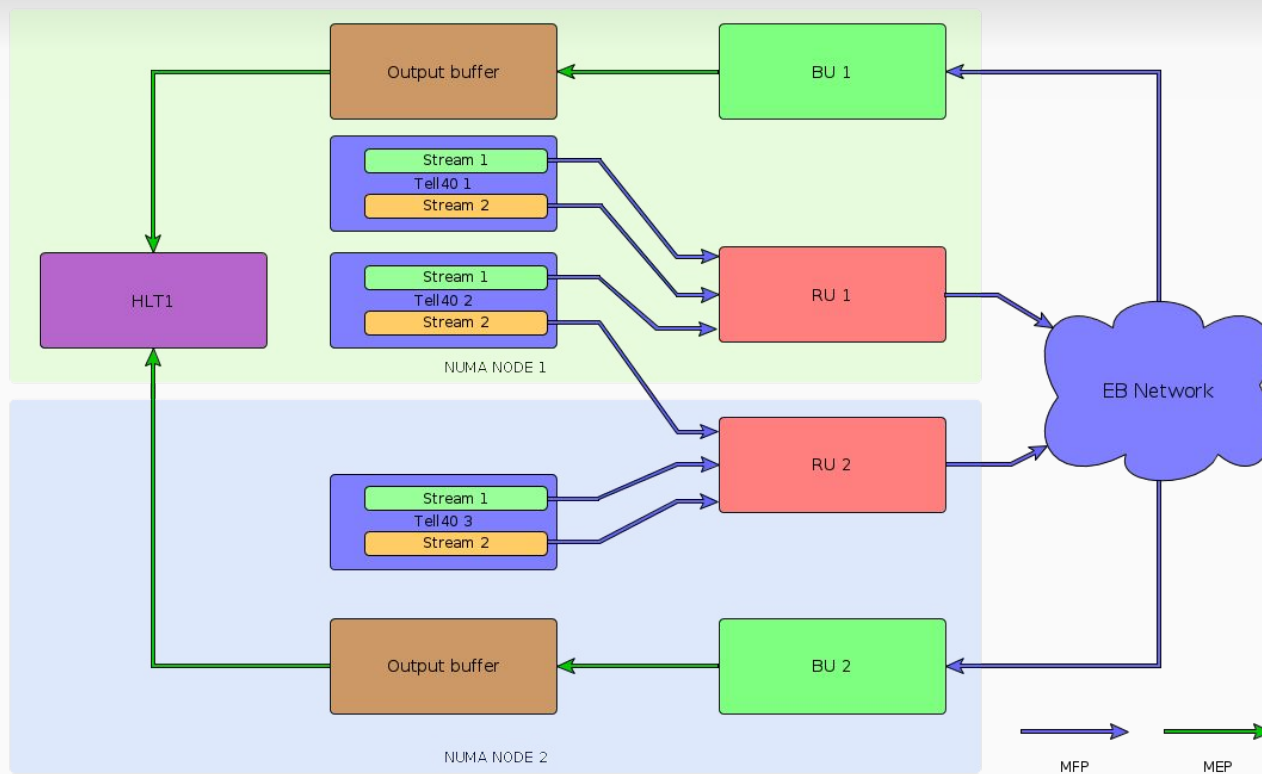 Output buffer
BU 1
Stream 1
Tell40 1
Stream 2
Stream 1
Tell40 2
Stream 2
HLT1
RU 1
NUMA NODE 1
EB Network
RU 2
Stream 1
Tell40 3
Stream 2
Output buffer
BU 2
NUMA NODE 2
MFP
MEP